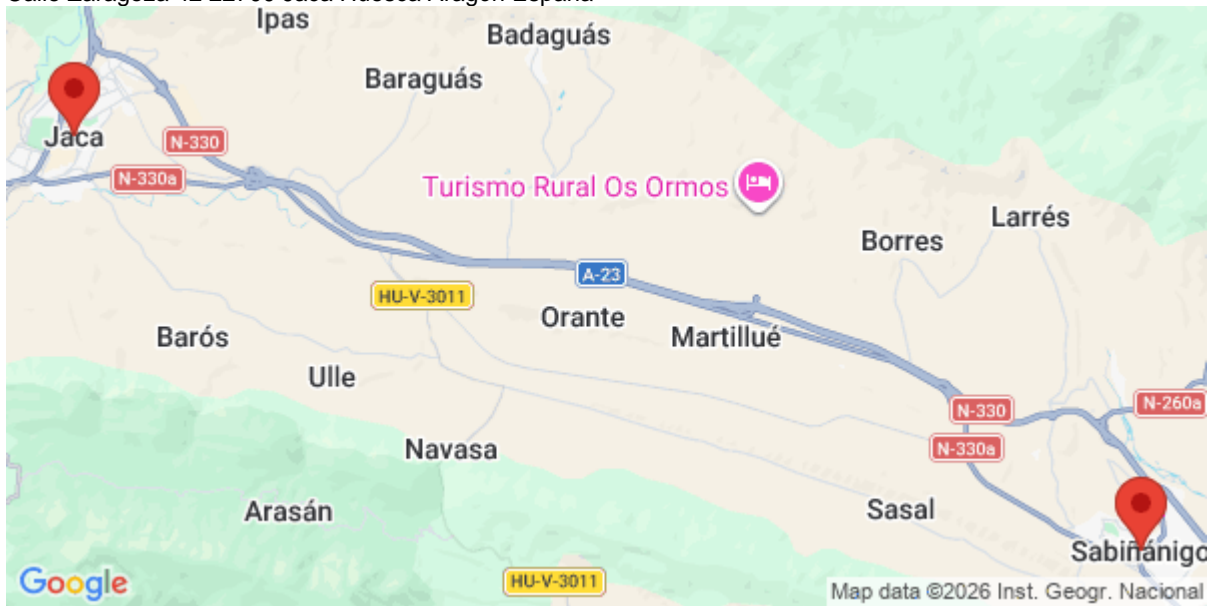 Ipas
Badaguás
Baraguás
Jaca
N-330
N-330a
Turismo Rural Os Ormos
Larrés
Borres
A-23
HU-V-3011
Orante
Martillué
Barós
Ulle
N-260a
N-330
N-330a
Navasa
Sasal
Arasán
Sabiñánigo
Google
HU-V-3011
Map data ©2026 Inst. Geogr. Nacional